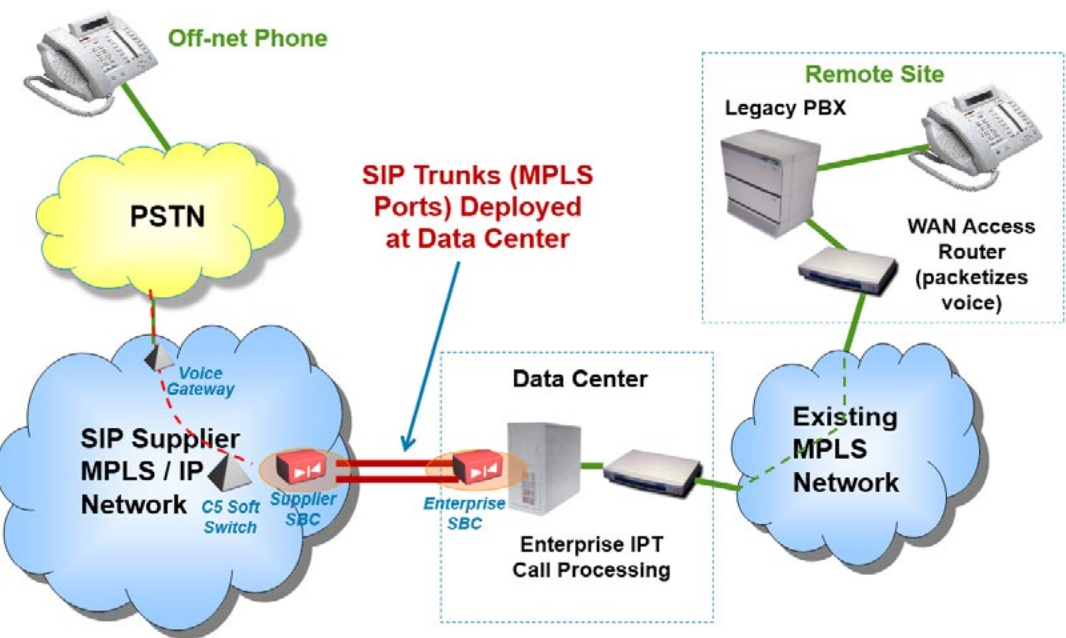 Off-net Phone
PSTN
SIP Trunks (MPLS
Ports) Deployed
at Data Center
Remote Site
Legacy PBX
WAN Access
Router
(packetizes
voice)
Voice
Gateway
SIP Supplier
MPLS / IP
Network
C5 Soft
Switch
Supplier
SBC
Data Center
Enterprise
SBC
Enterprise IPT
Call Processing
Existing
MPLS
Network